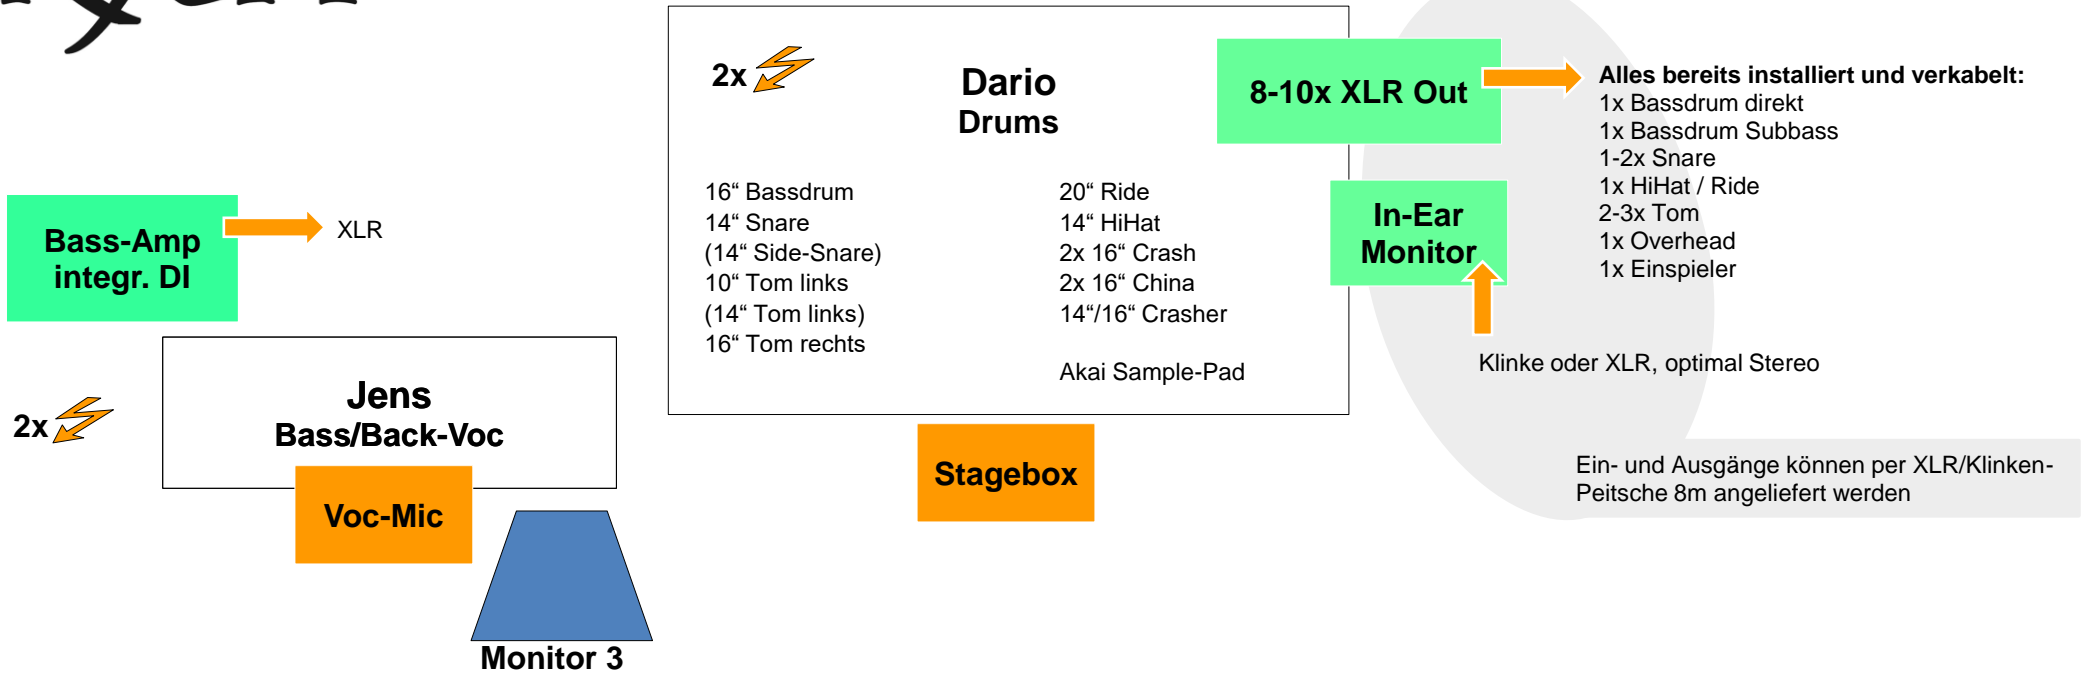 2x
Dario
Drums
8-10x XLR Out
16“ Bassdrum
14“ Snare
(14“ Side-Snare)
10“ Tom links
(14“ Tom links)
16“ Tom rechts
20“ Ride
14“ HiHat
2x 16“ Crash
2x 16“ China
14“/16“ Crasher
Akai Sample-Pad
In-Ear
Monitor
Alles bereits installiert und verkabelt:
1x Bassdrum direkt
1x Bassdrum Subbass
1-2x Snare
1x HiHat / Ride
2-3x Tom
1x Overhead
1x Einspieler
Klinke oder XLR, optimal Stereo
Ein- und Ausgänge können per XLR/Klinken-
Peitsche 8m angeliefert werden
Bass-Amp
integr. DI
XLR
2x
Jens
Bass/Back-Voc
Voc-Mic
Monitor 3
Stagebox